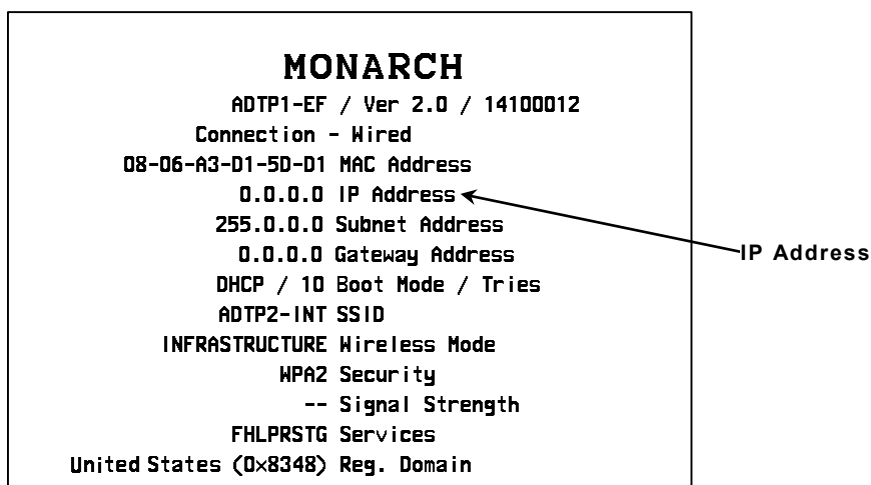 MONARCH
ADTP1-EF / Ver 2.0 / 14100012
Connection - Wired
08-06-A3-D1-5D-D1 MAC Address
0.0.0.0 IP Address
255.0.0.0 Subnet Address
0.0.0.0 Gateway Address
IP Address
DHCP / 10 Boot Mode / Tries
ADTP2-INT SSID
INFRASTRUCTURE Wireless Mode
WPA2 Security
-- Signal Strength
FHLPRSTG Services
United States (0x8348) Reg. Domain